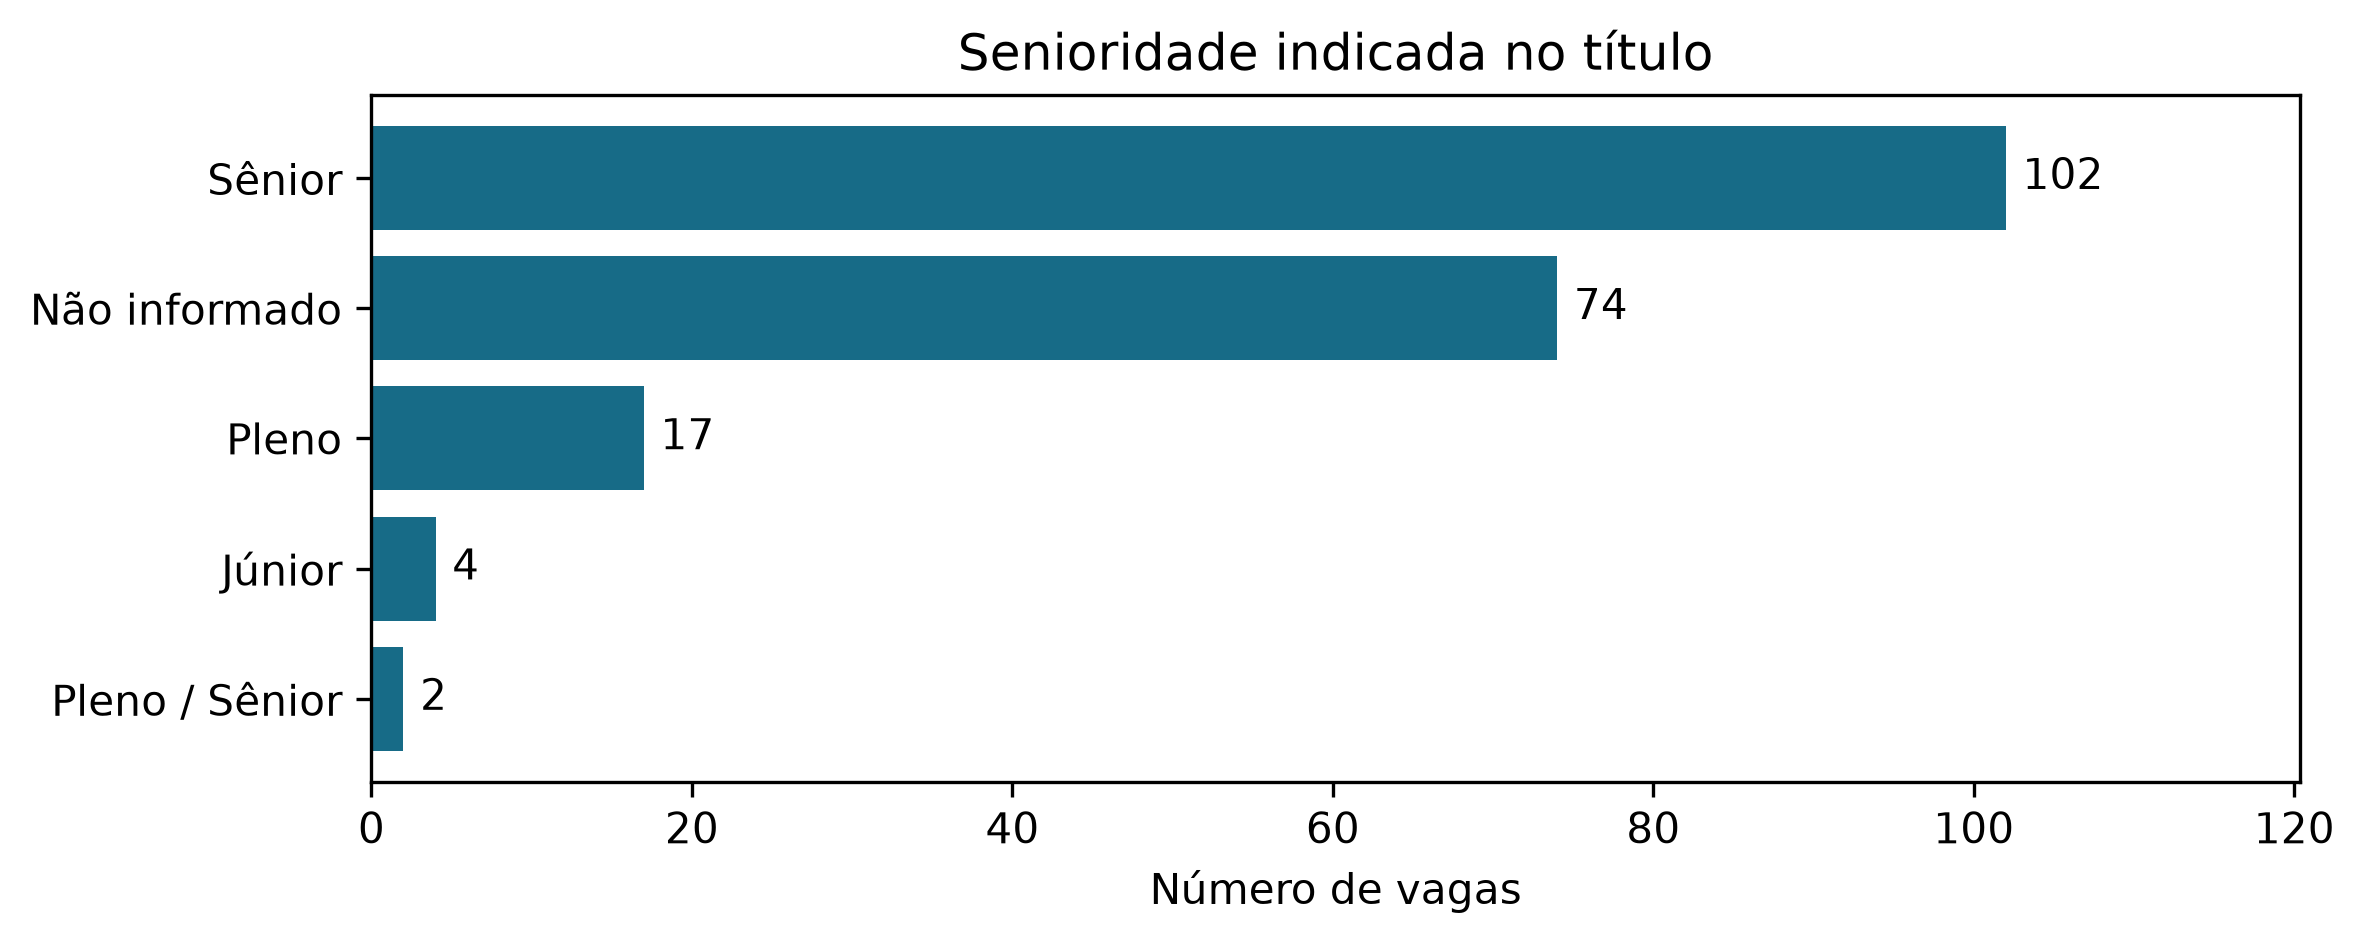 Senioridade indicada no título
Sênior 102
Não informado 74
Pleno 17
Júnior 4
Pleno / Sênior 2
0 20 40 60 80 100 120
Número de vagas